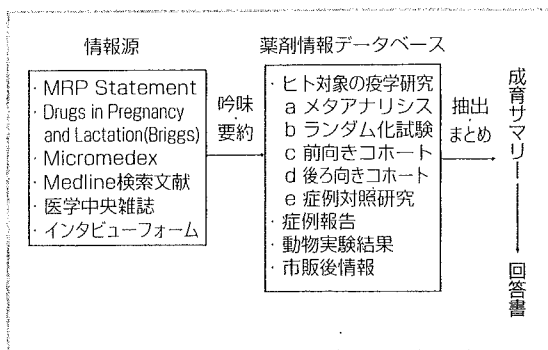 情報源
・MRP Statement
・Drugs in Pregnancy
and Lactation(Briggs)
・Micromedex
・Medline検索文献
・医学中央雑誌
・インタビューフォーム
吟味・
要約
薬剤情報データベース
・ヒト対象の疫学研究
a メタアナリシス
b ランダム化試験
c 前向きコホート
d 後ろ向きコホート
e 症例対照研究
・症例報告
・動物実験結果
・市販後情報
抽出・
まとめ
成育サマリー
回答書